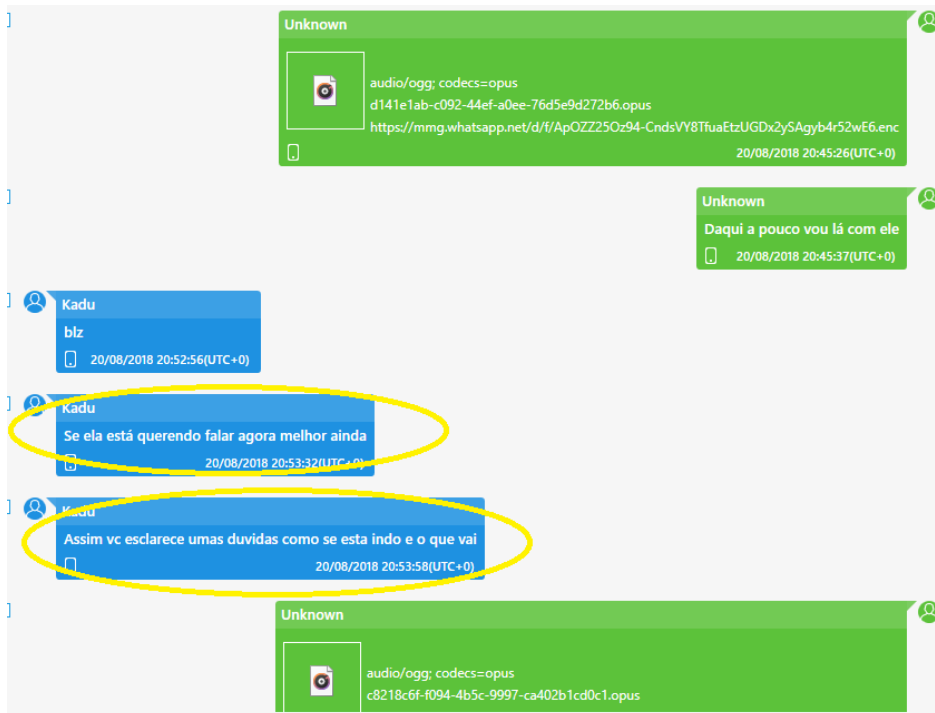 Unknown
audio/ogg; codecs=opus
d141e1ab-c092-44ef-a0ee-76d5e9d272b6.opus
https://mmg.whatsapp.net/d/f/ApOZZ25Oz94-CndsVY8TfuaEtzUGDx2ySAgyb4r52wE6.enc
20/08/2018 20:45:26(UTC+0)
Unknown
Daqui a pouco vou lá com ele
20/08/2018 20:45:37(UTC+0)
Kadu
blz
20/08/2018 20:52:56(UTC+0)
Kadu
Se ela está querendo falar agora melhor ainda
20/08/2018 20:53:32(UTC+0)
Kadu
Assim vc esclarece umas duvidas como se esta indo e o que vai
20/08/2018 20:53:58(UTC+0)
Unknown
audio/ogg; codecs=opus
c8218c6f-f094-4b5c-9997-ca402b1cd0c1.opus